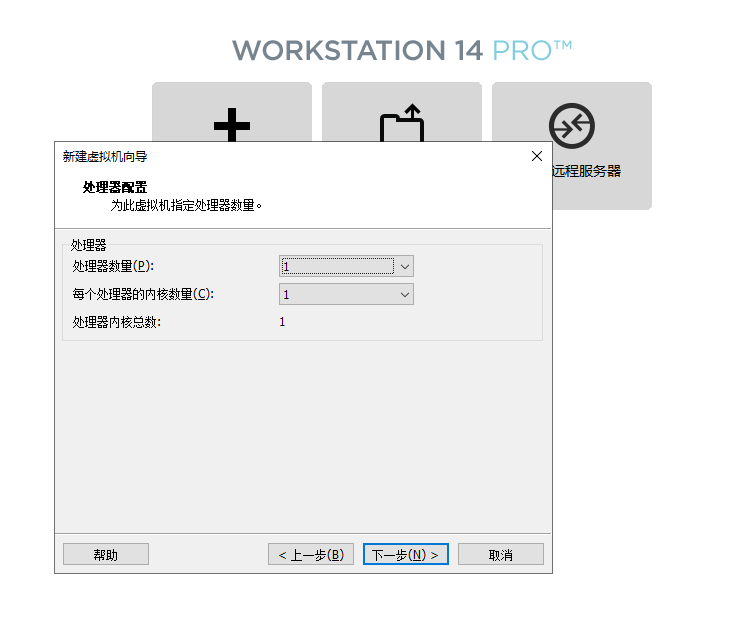 WORKSTATION 14 PRO™
远程服务器
新建虚拟机向导
处理器配置
为此虚拟机指定处理器数量。
处理器
处理器数量(P): 1
每个处理器的内核数量(C): 1
处理器内核总数: 1
帮助 < 上一步(B) 下一步(N) > 取消